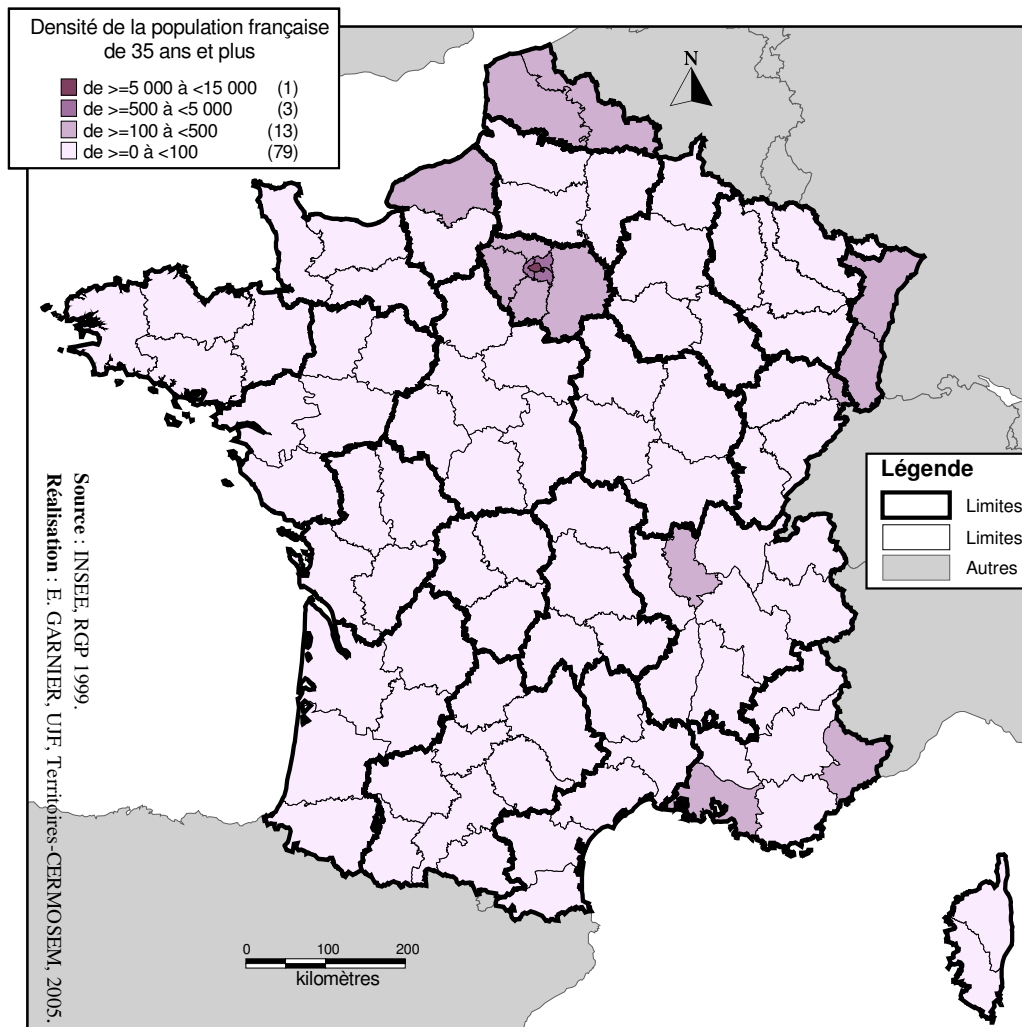 Densité de la population française
de 35 ans et plus
de >=5 000 à <15 000 (1)
de >=500 à <5 000 (3)
de >=100 à <500 (13)
de >=0 à <100 (79)
N
Légende
Limites
Limites
Autres
Source : INSEE, RGP 1999.
Réalisation : E. GARNIER, UJF, Territoires-CERMOSEM, 2005.
0 100 200
kilomètres